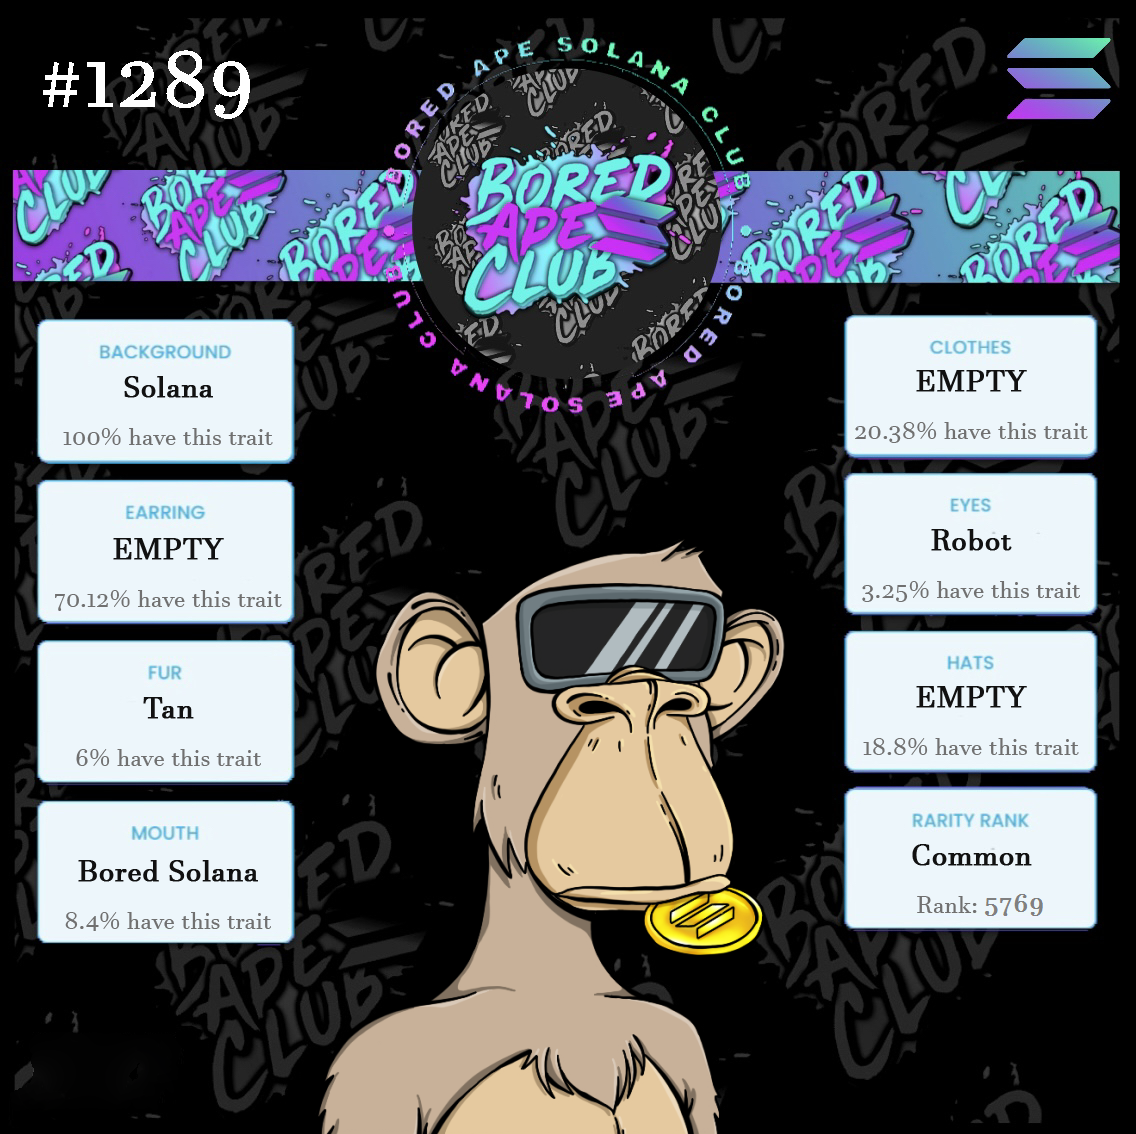 #1289
BORED APE SOLANA CLUB
BORED
APE
CLUB
BORED APE SOLANA CLUB
BACKGROUND
Solana
100% have this trait
EARRING
EMPTY
70.12% have this trait
FUR
Tan
6% have this trait
MOUTH
Bored Solana
8.4% have this trait
CLOTHES
EMPTY
20.38% have this trait
EYES
Robot
3.25% have this trait
HATS
EMPTY
18.8% have this trait
RARITY RANK
Common
Rank: 5769